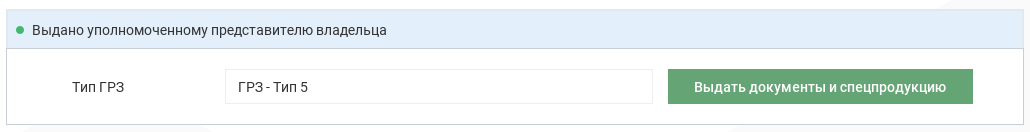 Выдано уполномоченному представителю владельца
Тип ГРЗ
ГРЗ - Тип 5
Выдать документы и спецпродукцию